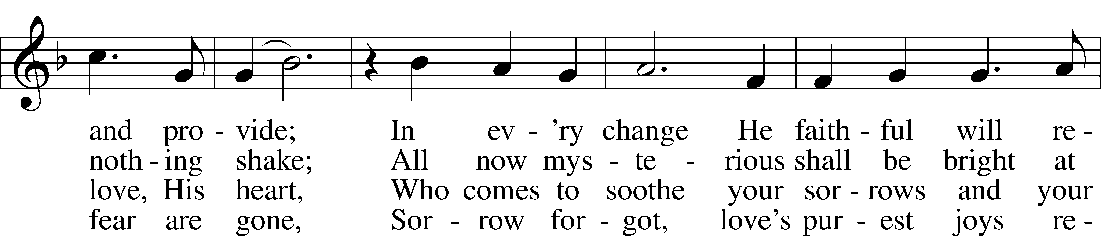 and pro - vide; In ev - 'ry change He faith - ful will re -
noth - ing shake; All now mys - te - rious shall be bright at
love, His heart, Who comes to soothe your sor - rows and your
fear are gone, Sor - row for - got, love's pur - est joys re -